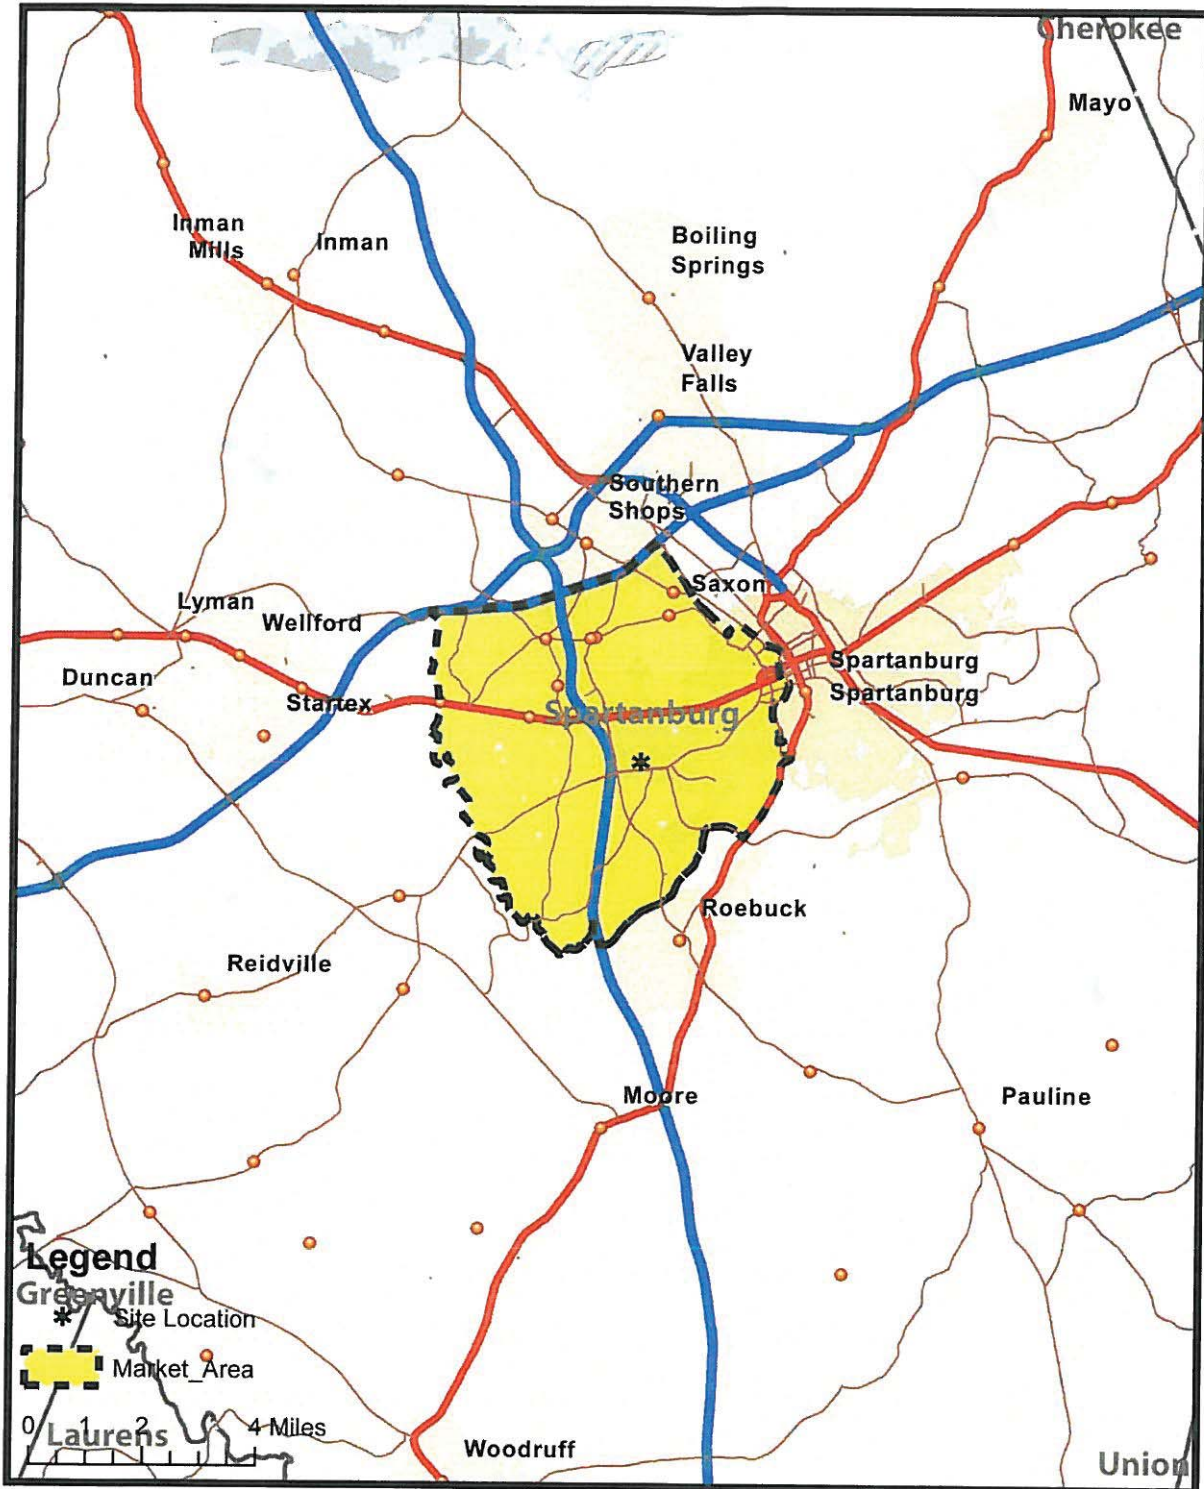 Cherokee
Mayo
Inman
Mills
Inman
Boiling
Springs
Valley
Falls
Southern
Shops
Saxon
Lyman
Wellford
Spartanburg
Duncan
Spartanburg
Startex
Spartanburg
Roebuck
Reidville
Moore
Pauline
Legend
Greenville
* Site Location
Market_Area
0 1 2 4 Miles
Laurens
Woodruff
Union